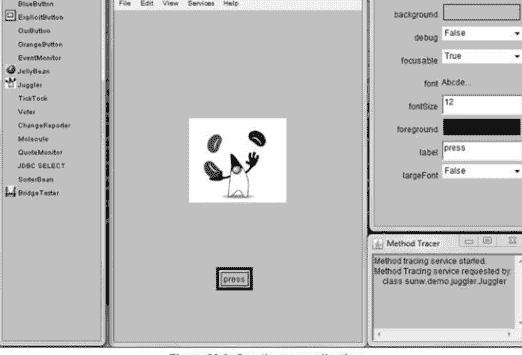 BlueButton
ExplicitButton
OurButton
OrangeButton
EventMonitor
JellyBean
Juggler
TickTock
Voter
ChangeReporter
Molecule
QuoteMonitor
JDBC SELECT
SorterBean
BridgeTester
File Edit View Services Help
press
background
debug False
focusable True
font Abcde...
fontSize 12
foreground
label press
largeFont False
Method Tracer
Method tracing service started.
Method Tracing service requested by:
class sunw.demo.juggler.Juggler